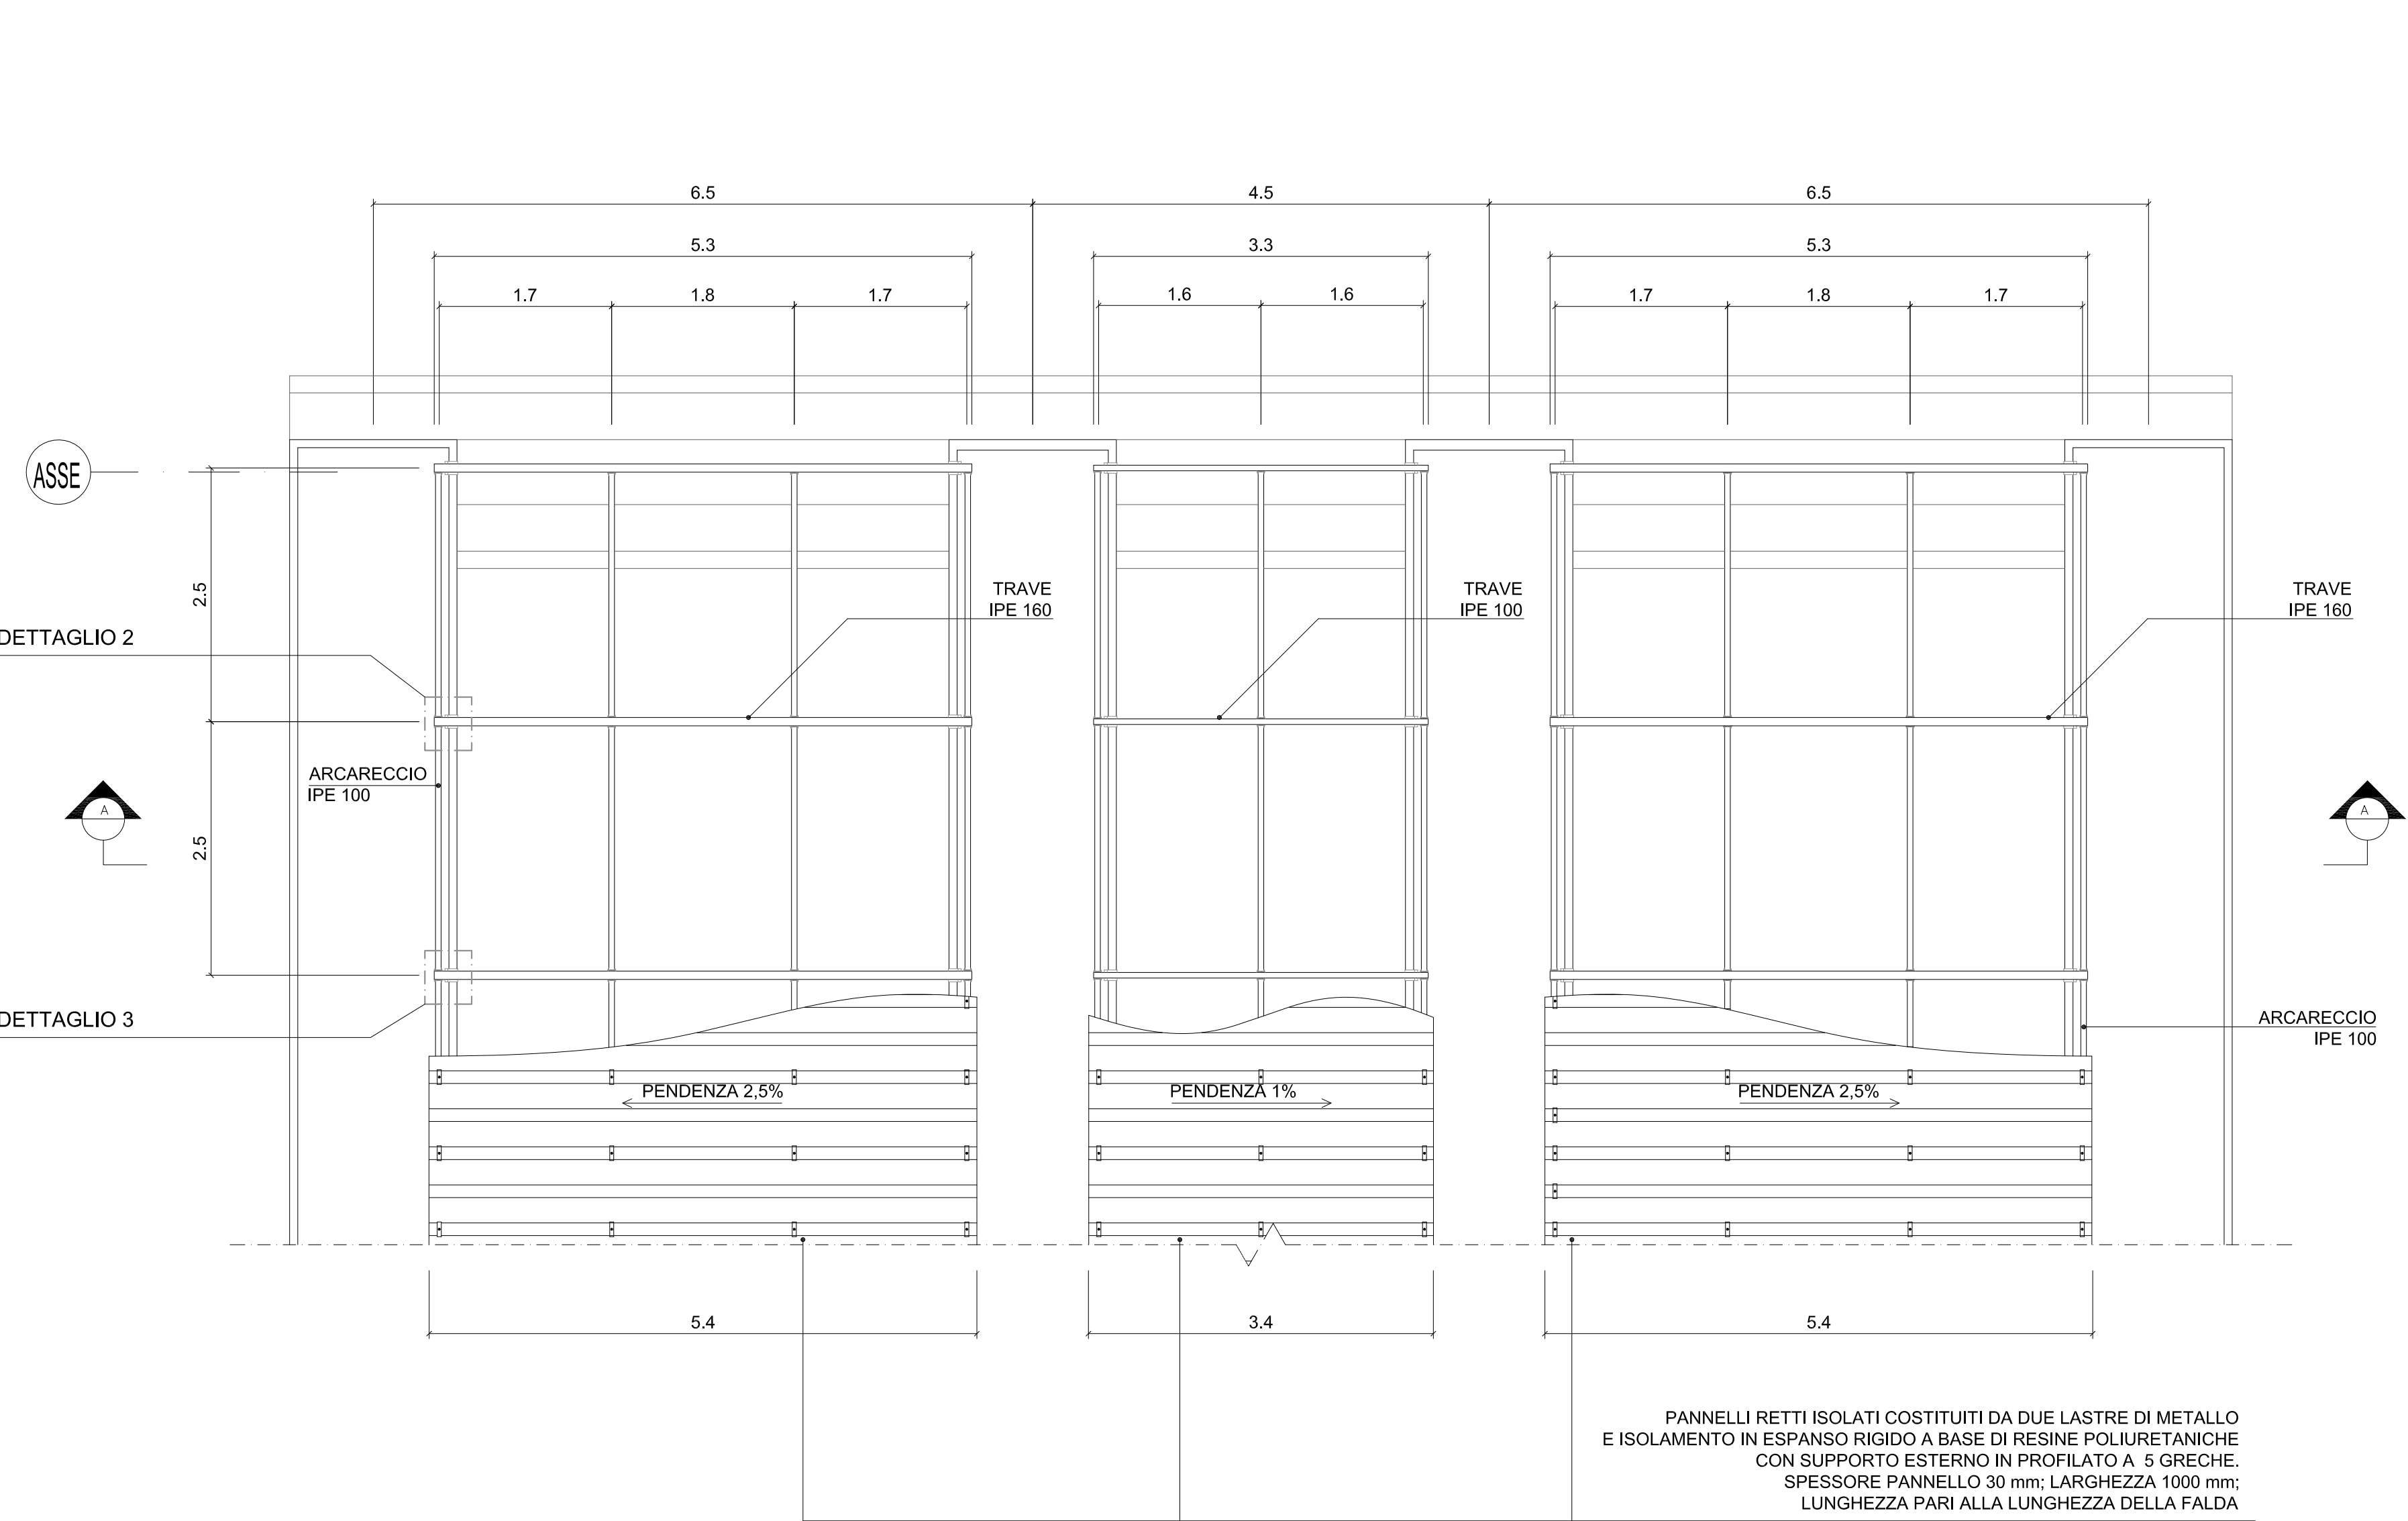 6.5
4.5
6.5
5.3
3.3
5.3
1.7
1.8
1.7
1.6
1.6
1.7
1.8
1.7
ASSE
2.5
TRAVE
IPE 160
TRAVE
IPE 100
TRAVE
IPE 160
DETTAGLIO 2
ARCARECCIO
IPE 100
A
A
2.5
DETTAGLIO 3
ARCARECCIO
IPE 100
PENDENZA 2,5%
PENDENZA 1%
PENDENZA 2,5%
5.4
3.4
5.4
PANNELLI RETTI ISOLATI COSTITUITI DA DUE LASTRE DI METALLO
E ISOLAMENTO IN ESPANSO RIGIDO A BASE DI RESINE POLIURETANICHE
CON SUPPORTO ESTERNO IN PROFILATO A 5 GRECHE.
SPESSORE PANNELLO 30 mm; LARGHEZZA 1000 mm;
LUNGHEZZA PARI ALLA LUNGHEZZA DELLA FALDA